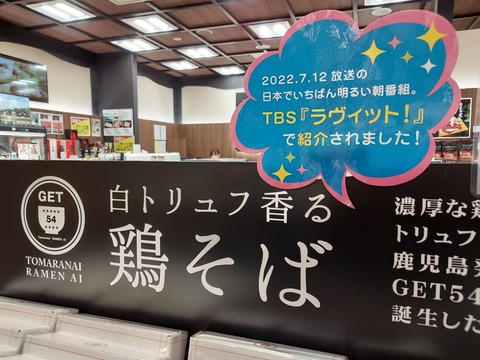 2022.7.12 放送の
日本でいちばん明るい朝番組。
TBS『ラヴィット!』
で紹介されました!
GET
54
TOMARANAI
RAMEN AI
白トリュフ香る
鶏そば
濃厚な鶏
トリュフ
鹿児島発
GET54
誕生した